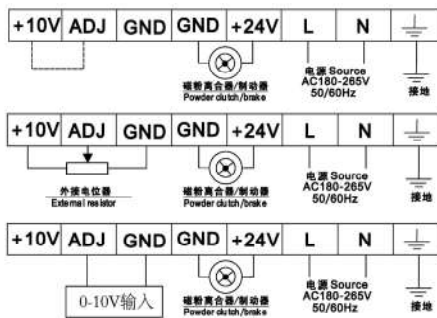 +10V ADJ GND GND +24V L N
磁粉离合器/制动器
Powder clutch/brake
电源 Source
AC180-265V
50/60Hz
接地
+10V ADJ GND GND +24V L N
外接电位器
External resistor
磁粉离合器/制动器
Powder clutch/brake
电源 Source
AC180-265V
50/60Hz
接地
+10V ADJ GND GND +24V L N
0-10V输入
磁粉离合器/制动器
Powder clutch/brake
电源 Source
AC180-265V
50/60Hz
接地